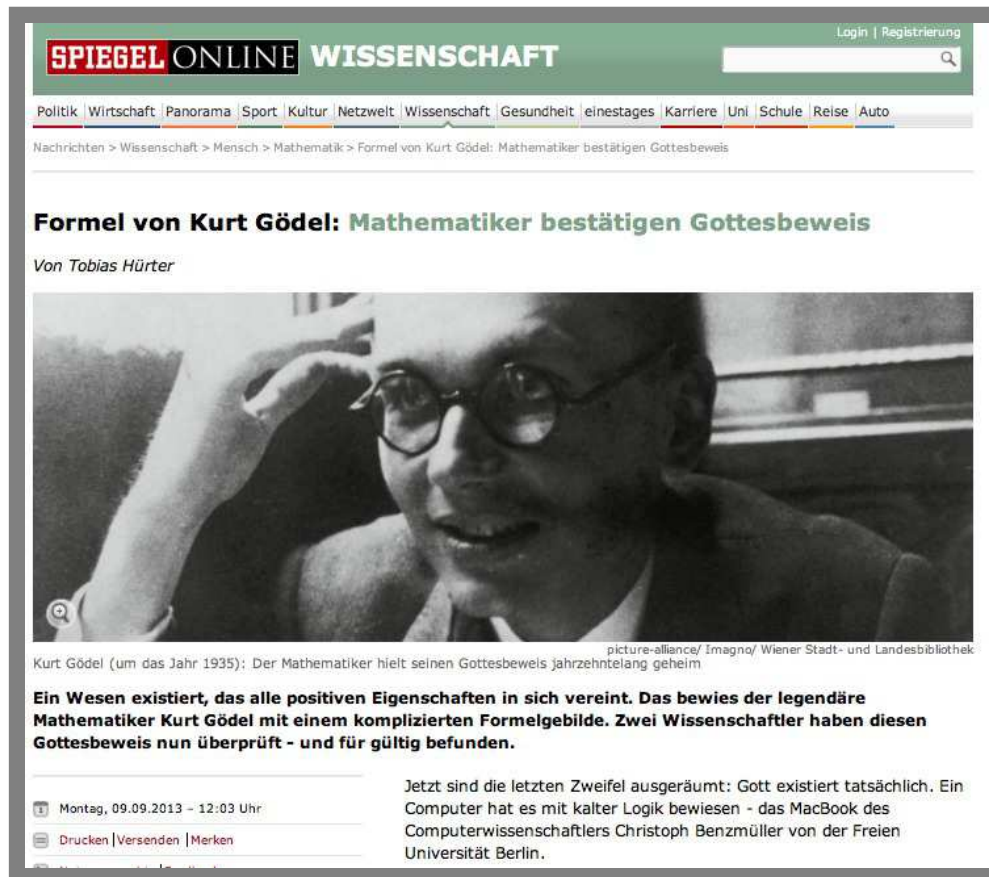 Login | Registrierung
SPIEGEL ONLINE WISSENSCHAFT
Politik Wirtschaft Panorama Sport Kultur Netzwelt Wissenschaft Gesundheit einestages Karriere Uni Schule Reise Auto
Nachrichten > Wissenschaft > Mensch > Mathematik > Formel von Kurt Gödel: Mathematiker bestätigen Gottesbeweis
Formel von Kurt Gödel: Mathematiker bestätigen Gottesbeweis
Von Tobias Hürter
picture-alliance/ Imagno/ Wiener Stadt- und Landesbibliothek
Kurt Gödel (um das Jahr 1935): Der Mathematiker hielt seinen Gottesbeweis jahrzehntelang geheim
Ein Wesen existiert, das alle positiven Eigenschaften in sich vereint. Das bewies der legendäre
Mathematiker Kurt Gödel mit einem komplizierten Formelgebilde. Zwei Wissenschaftler haben diesen
Gottesbeweis nun überprüft - und für gültig befunden.
Montag, 09.09.2013 – 12:03 Uhr
Drucken | Versenden | Merken
Jetzt sind die letzten Zweifel ausgeräumt: Gott existiert tatsächlich. Ein
Computer hat es mit kalter Logik bewiesen - das MacBook des
Computerwissenschaftlers Christoph Benzmüller von der Freien
Universität Berlin.